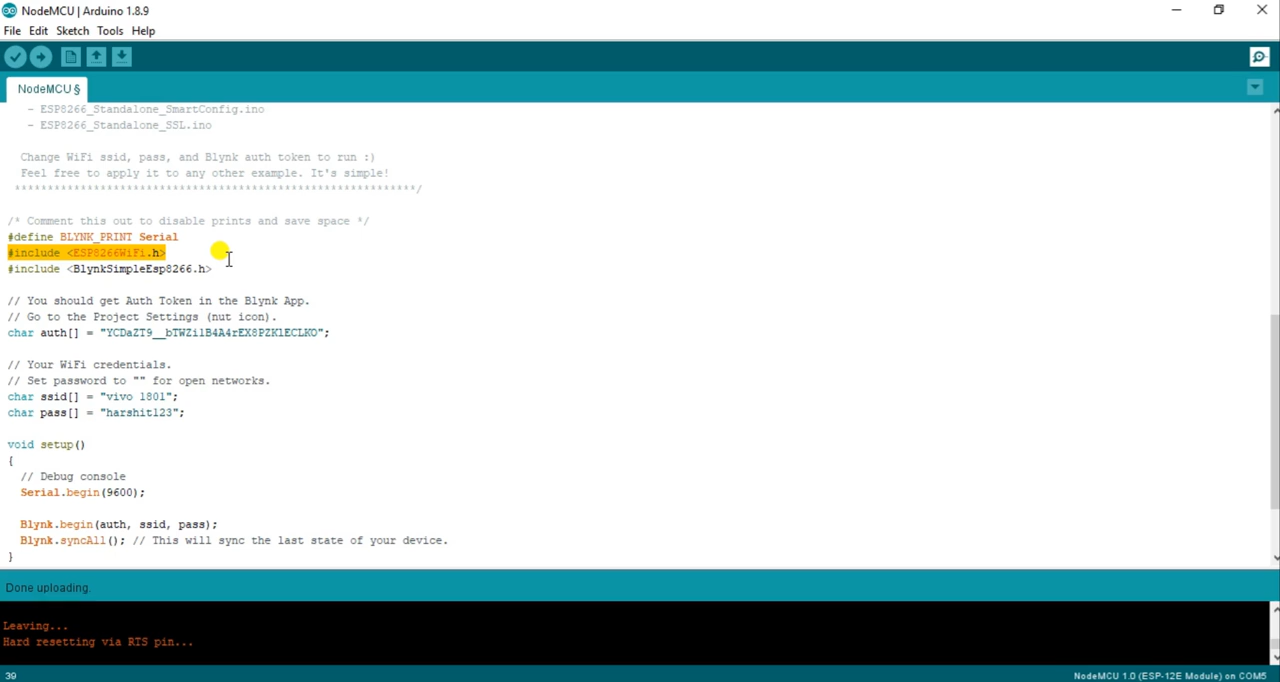 NodeMCU | Arduino 1.8.9
File Edit Sketch Tools Help
NodeMCU §
- ESP8266_Standalone_SmartConfig.ino
- ESP8266_Standalone_SSL.ino
Change WiFi ssid, pass, and Blynk auth token to run :)
Feel free to apply it to any other example. It's simple!
*************************************************************/
/* Comment this out to disable prints and save space */
#define BLYNK_PRINT Serial
#include <ESP8266WiFi.h>
#include <BlynkSimpleEsp8266.h>
// You should get Auth Token in the Blynk App.
// Go to the Project Settings (nut icon).
char auth[] = "YCDaZT9__bTWZi1B4A4rEX8PZK1ECLKO";
// Your WiFi credentials.
// Set password to "" for open networks.
char ssid[] = "vivo 1801";
char pass[] = "harshit123";
void setup()
{
// Debug console
Serial.begin(9600);
Blynk.begin(auth, ssid, pass);
Blynk.syncAll(); // This will sync the last state of your device.
}
Done uploading.
Leaving...
Hard resetting via RTS pin...
39
NodeMCU 1.0 (ESP-12E Module) on COM5